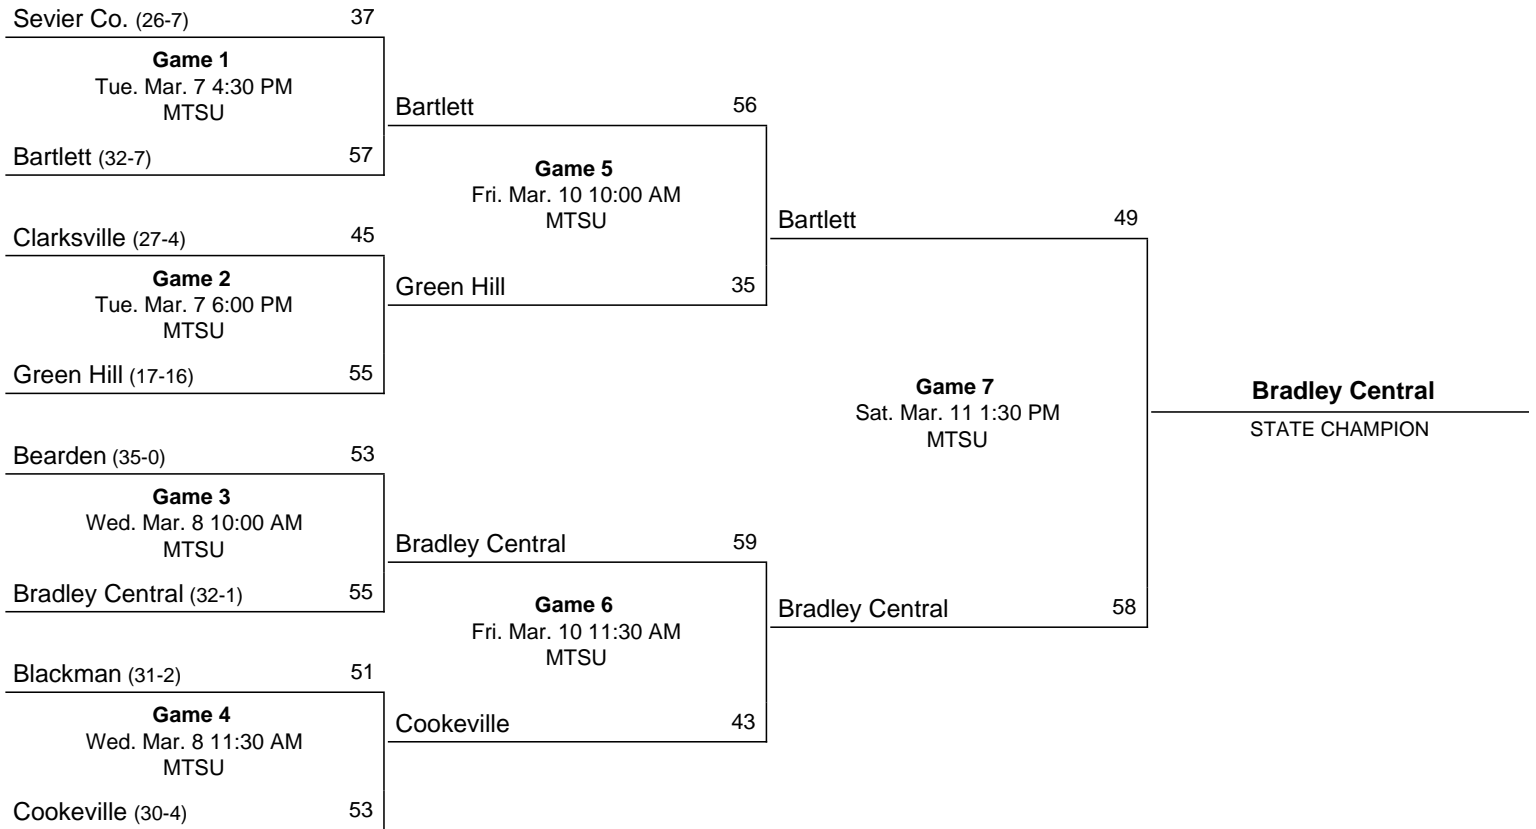 Sevier Co. (26-7) 37
Game 1
Tue. Mar. 7 4:30 PM
MTSU
Bartlett (32-7) 57
Clarksville (27-4) 45
Game 2
Tue. Mar. 7 6:00 PM
MTSU
Green Hill (17-16) 55
Bearden (35-0) 53
Game 3
Wed. Mar. 8 10:00 AM
MTSU
Bradley Central (32-1) 55
Blackman (31-2) 51
Game 4
Wed. Mar. 8 11:30 AM
MTSU
Cookeville (30-4) 53
Bartlett 56
Game 5
Fri. Mar. 10 10:00 AM
MTSU
Green Hill 35
Bradley Central 59
Game 6
Fri. Mar. 10 11:30 AM
MTSU
Cookeville 43
Bartlett 49
Game 7
Sat. Mar. 11 1:30 PM
MTSU
Bradley Central 58
Bradley Central
STATE CHAMPION